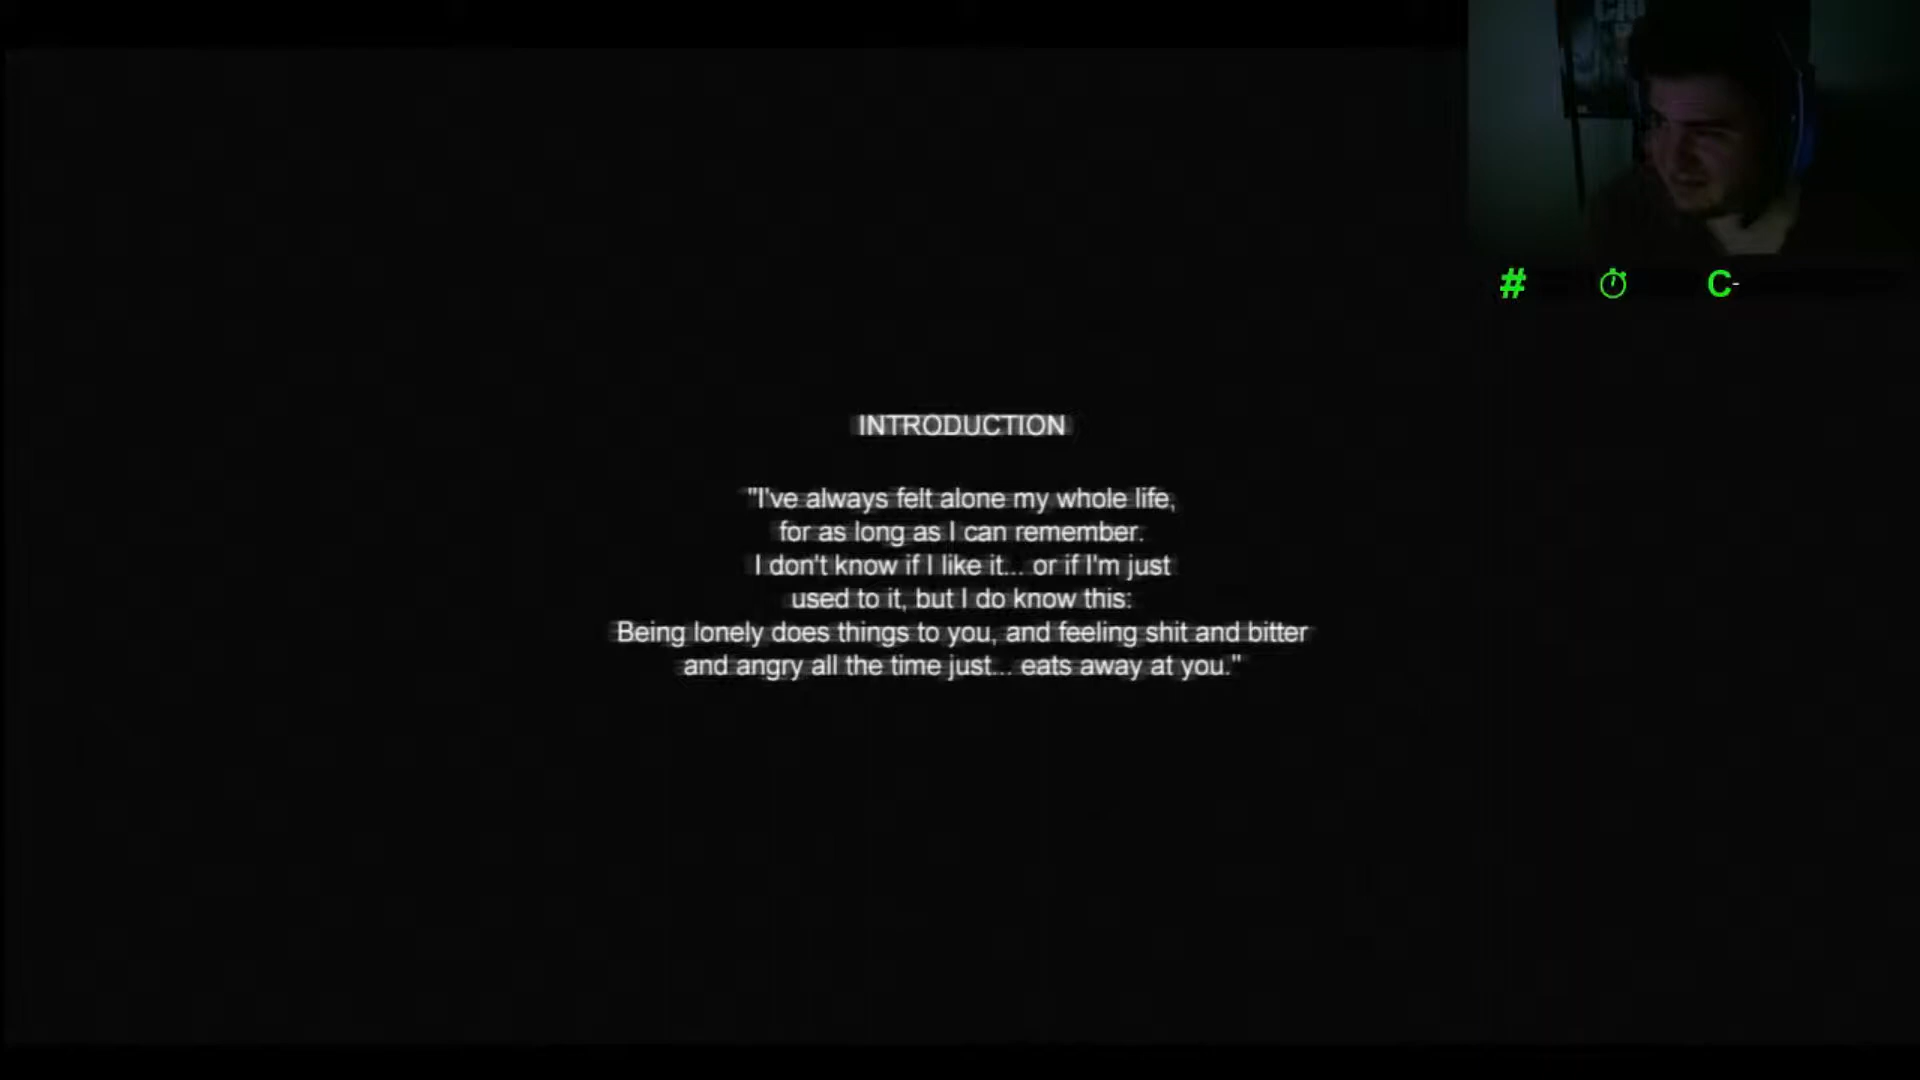 #
C-
INTRODUCTION
"I've always felt alone my whole life,
for as long as I can remember.
I don't know if I like it... or if I'm just
used to it, but I do know this:
Being lonely does things to you, and feeling shit and bitter
and angry all the time just... eats away at you."